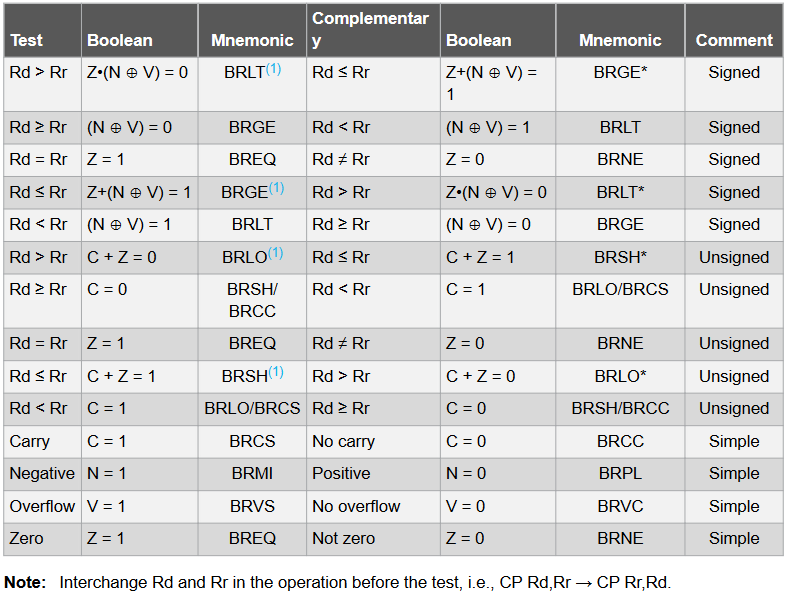 Test Boolean Mnemonic Complementar
y Boolean Mnemonic Comment
Rd > Rr Z•(N ⊕ V) = 0 BRLT(1) Rd ≤ Rr Z+(N ⊕ V) =
1 BRGE* Signed
Rd ≥ Rr (N ⊕ V) = 0 BRGE Rd < Rr (N ⊕ V) = 1 BRLT Signed
Rd = Rr Z = 1 BREQ Rd ≠ Rr Z = 0 BRNE Signed
Rd ≤ Rr Z+(N ⊕ V) = 1 BRGE(1) Rd > Rr Z•(N ⊕ V) = 0 BRLT* Signed
Rd < Rr (N ⊕ V) = 1 BRLT Rd ≥ Rr (N ⊕ V) = 0 BRGE Signed
Rd > Rr C + Z = 0 BRLO(1) Rd ≤ Rr C + Z = 1 BRSH* Unsigned
Rd ≥ Rr C = 0 BRSH/
BRCC Rd < Rr C = 1 BRLO/BRCS Unsigned
Rd = Rr Z = 1 BREQ Rd ≠ Rr Z = 0 BRNE Unsigned
Rd ≤ Rr C + Z = 1 BRSH(1) Rd > Rr C + Z = 0 BRLO* Unsigned
Rd < Rr C = 1 BRLO/BRCS Rd ≥ Rr C = 0 BRSH/BRCC Unsigned
Carry C = 1 BRCS No carry C = 0 BRCC Simple
Negative N = 1 BRMI Positive N = 0 BRPL Simple
Overflow V = 1 BRVS No overflow V = 0 BRVC Simple
Zero Z = 1 BREQ Not zero Z = 0 BRNE Simple
Note: Interchange Rd and Rr in the operation before the test, i.e., CP Rd,Rr → CP Rr,Rd.